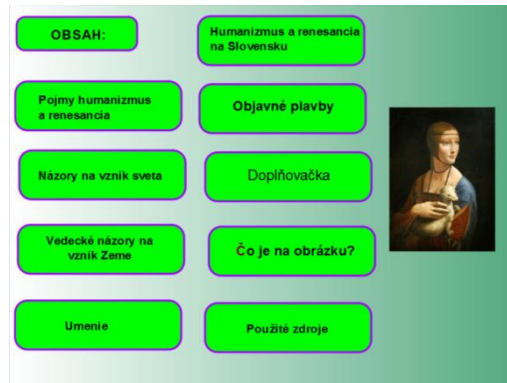 OBSAH:
Pojmy humanizmus
a renesancia
Názory na vznik sveta
Vedecké názory na
vznik Zeme
Umenie
Humanizmus a renesancia
na Slovensku
Objavné plavby
Doplňovačka
Čo je na obrázku?
Použité zdroje